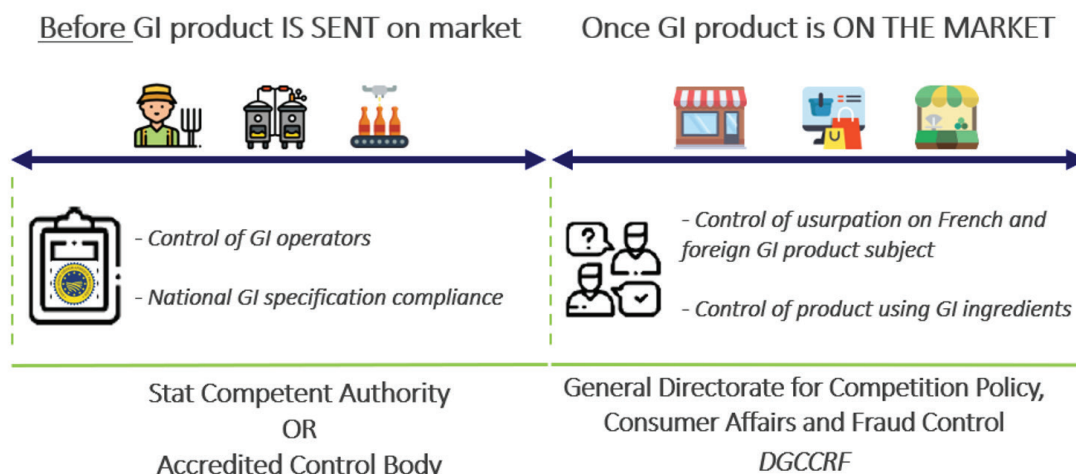 Before GI product IS SENT on market
Once GI product is ON THE MARKET
- Control of GI operators
- National GI specification compliance
- Control of usurpation on French and
foreign GI product subject
- Control of product using GI ingredients
Stat Competent Authority
OR
Accredited Control Body
General Directorate for Competition Policy,
Consumer Affairs and Fraud Control
DGCCRF